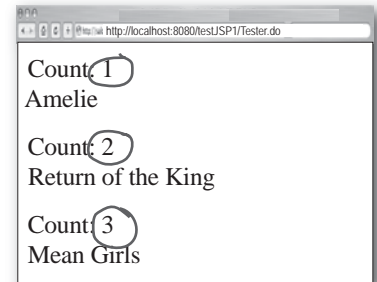 http://localhost:8080/testJSP1/Tester.do
Count: 1
Amelie
Count: 2
Return of the King
Count: 3
Mean Girls